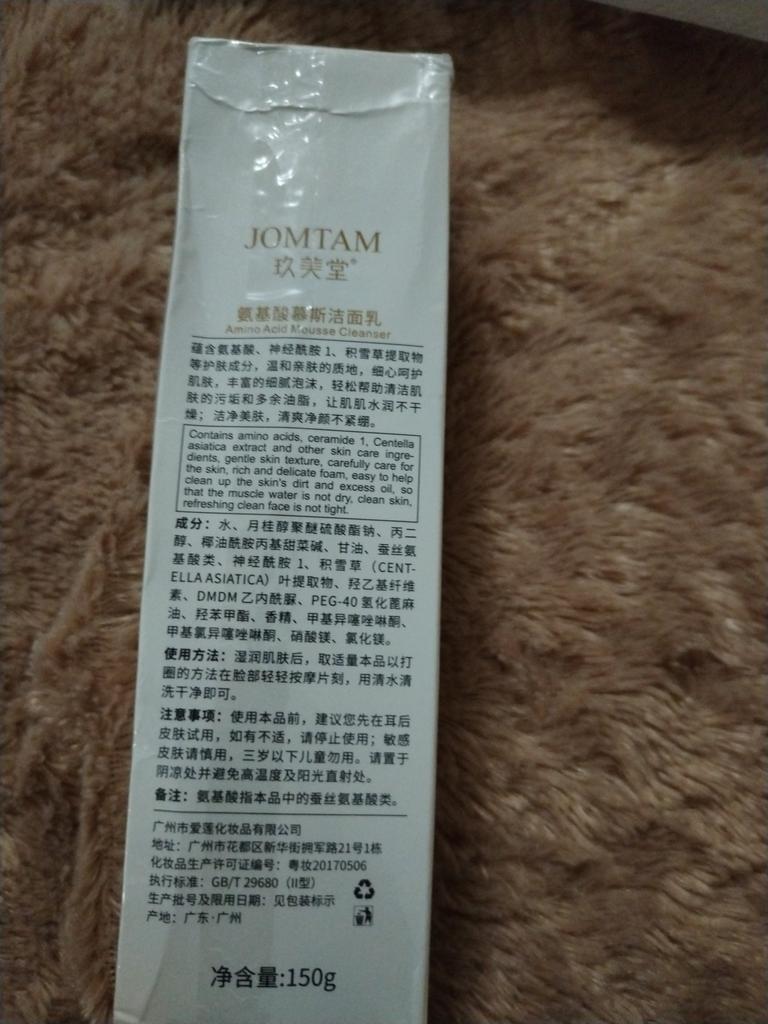 JOMTAM
玖美堂®
氨基酸慕斯洁面乳
Amino Acid Mousse Cleanser
蕴含氨基酸、神经酰胺 1、积雪草提取物
等护肤成分，温和亲肤的质地，细心呵护
肌肤，丰富的细腻泡沫，轻松帮助清洁肌
肤的污垢和多余油脂，让肌肌水润不干
燥；洁净美肤，清爽净颜不紧绷。
Contains amino acids, ceramide 1, Centella
asiatica extract and other skin care ingre-
dients, gentle skin texture, carefully care for
the skin, rich and delicate foam, easy to help
clean up the skin's dirt and excess oil, so
that the muscle water is not dry, clean skin,
refreshing clean face is not tight.
成分：水、月桂醇聚醚硫酸酯钠、丙二
醇、椰油酰胺丙基甜菜碱、甘油、蚕丝氨
基酸类、神经酰胺 1、积雪草（CENT-
ELLA ASIATICA）叶提取物、羟乙基纤维
素、DMDM 乙内酰脲、PEG-40 氢化蓖麻
油、羟苯甲酯、香精、甲基异噻唑啉酮、
甲基氯异噻唑啉酮、硝酸镁、氯化镁。
使用方法：湿润肌肤后，取适量本品以打
圈的方法在脸部轻轻按摩片刻，用清水清
洗干净即可。
注意事项：使用本品前，建议您先在耳后
皮肤试用，如有不适，请停止使用；敏感
皮肤请慎用，三岁以下儿童勿用。请置于
阴凉处并避免高温度及阳光直射处。
备注：氨基酸指本品中的蚕丝氨基酸类。
广州市爱莲化妆品有限公司
地址：广州市花都区新华街拥军路21号1栋
化妆品生产许可证编号：粤妆20170506
执行标准：GB/T 29680（II型）
生产批号及限用日期：见包装标示
产地：广东·广州
净含量:150g